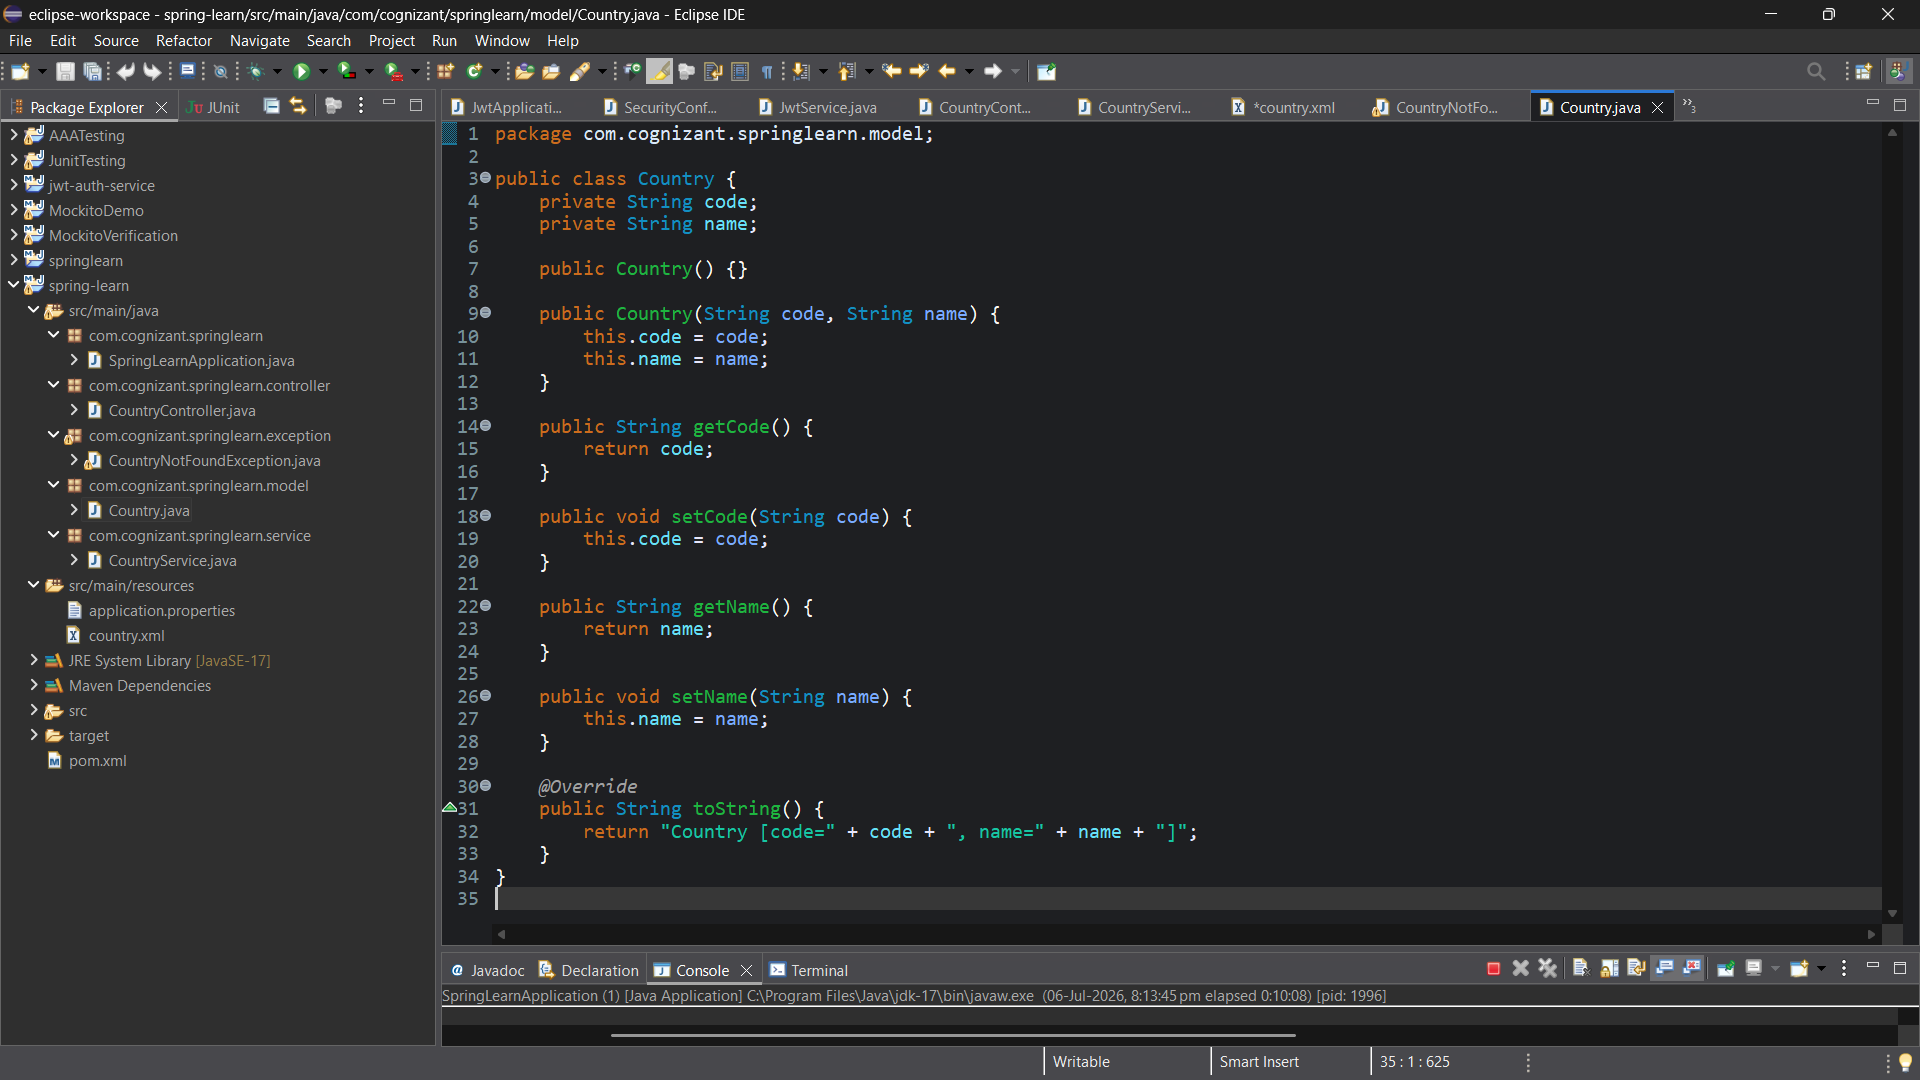 eclipse-workspace - spring-learn/src/main/java/com/cognizant/springlearn/model/Country.java - Eclipse IDE
File Edit Source Refactor Navigate Search Project Run Window Help
Package Explorer JUnit
JwtApplicati... SecurityConf... JwtService.java CountryCont... CountryServi... *country.xml CountryNotFo... Country.java »3
AAATesting
JunitTesting
jwt-auth-service
MockitoDemo
MockitoVerification
springlearn
spring-learn
src/main/java
com.cognizant.springlearn
SpringLearnApplication.java
com.cognizant.springlearn.controller
CountryController.java
com.cognizant.springlearn.exception
CountryNotFoundException.java
com.cognizant.springlearn.model
Country.java
com.cognizant.springlearn.service
CountryService.java
src/main/resources
application.properties
country.xml
JRE System Library [JavaSE-17]
Maven Dependencies
src
target
pom.xml
1 package com.cognizant.springlearn.model;
2
3 public class Country {
4     private String code;
5     private String name;
6
7     public Country() {}
8
9     public Country(String code, String name) {
10         this.code = code;
11         this.name = name;
12     }
13
14     public String getCode() {
15         return code;
16     }
17
18     public void setCode(String code) {
19         this.code = code;
20     }
21
22     public String getName() {
23         return name;
24     }
25
26     public void setName(String name) {
27         this.name = name;
28     }
29
30     @Override
31     public String toString() {
32         return "Country [code=" + code + ", name=" + name + "]";
33     }
34 }
35
@ Javadoc Declaration Console Terminal
SpringLearnApplication (1) [Java Application] C:\Program Files\Java\jdk-17\bin\javaw.exe (06-Jul-2026, 8:13:45 pm elapsed 0:10:08) [pid: 1996]
Writable Smart Insert 35 : 1 : 625